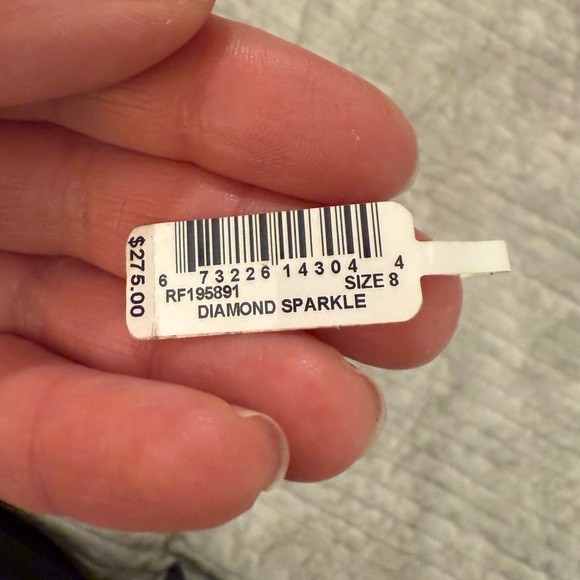 $275.00
6 73226 14304 4
RF195891 SIZE 8
DIAMOND SPARKLE